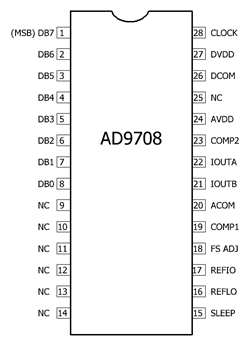 (MSB) DB7 1 28 CLOCK
DB6 2 27 DVDD
DB5 3 26 DCOM
DB4 4 25 NC
DB3 5 24 AVDD
DB2 6 AD9708 23 COMP2
DB1 7 22 IOUTA
DB0 8 21 IOUTB
NC 9 20 ACOM
NC 10 19 COMP1
NC 11 18 FS ADJ
NC 12 17 REFIO
NC 13 16 REFLO
NC 14 15 SLEEP